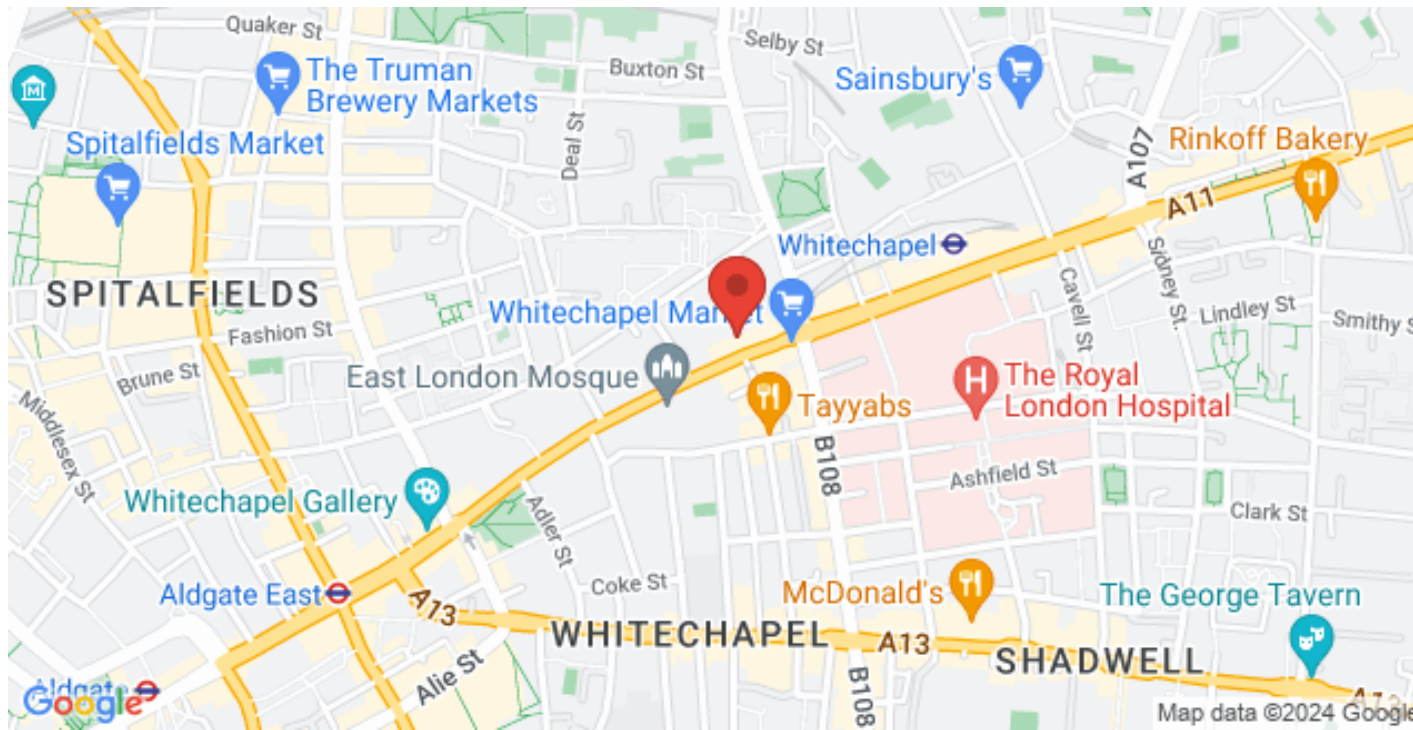 Quaker St
Selby St
The Truman
Brewery Markets
Buxton St
Sainsbury's
Deal St
Spitalfields Market
A107
Rinkoff Bakery
A11
Whitechapel
SPITALFIELDS
Whitechapel Market
Cavell St
Sidney St.
Lindley St
Smithy S
Fashion St
Brune St
East London Mosque
H
The Royal
London Hospital
Tayyabs
Middlesex St
B108
Ashfield St
Whitechapel Gallery
Adler St
Clark St
Coke St
Aldgate East
A13
McDonald's
The George Tavern
WHITECHAPEL
A13
SHADWELL
Alie St
B108
Aldgate
Google
A13
Map data ©2024 Google
M